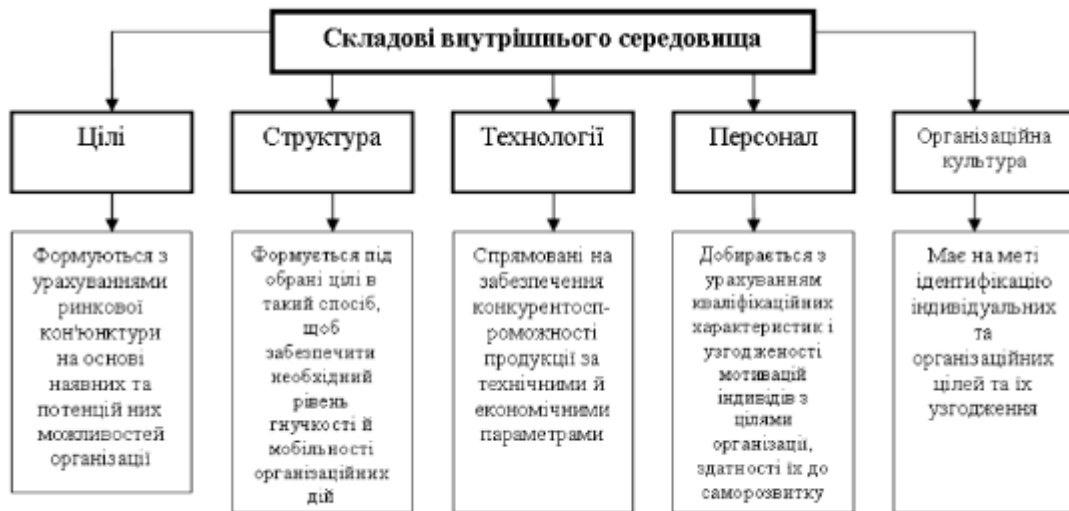 Складові внутрішнього середовища
Цілі
Структура
Технології
Персонал
Організаційна
культура
Формуються з
урахуваннями
ринкової
кон'юнктури
на основі
наявних та
потенцій них
можливостей
організації
Формується під
обрані цілі в
такий спосіб,
щоб
забезпечити
необхідний
рівень
гнучкості й
мобільності
організаційних
дій
Спрямовані на
забезпечення
конкурентосп-
роможності
продукції за
технічними й
економічними
параметрами
Добирається з
урахуванням
кваліфікаційних
характеристик і
узгодженості
мотивацій
індивідів з
цілями
організації,
здатності їх до
саморозвитку
Має на меті
ідентифікацію
індивідуальних
та
організаційних
цілей та їх
узгодження